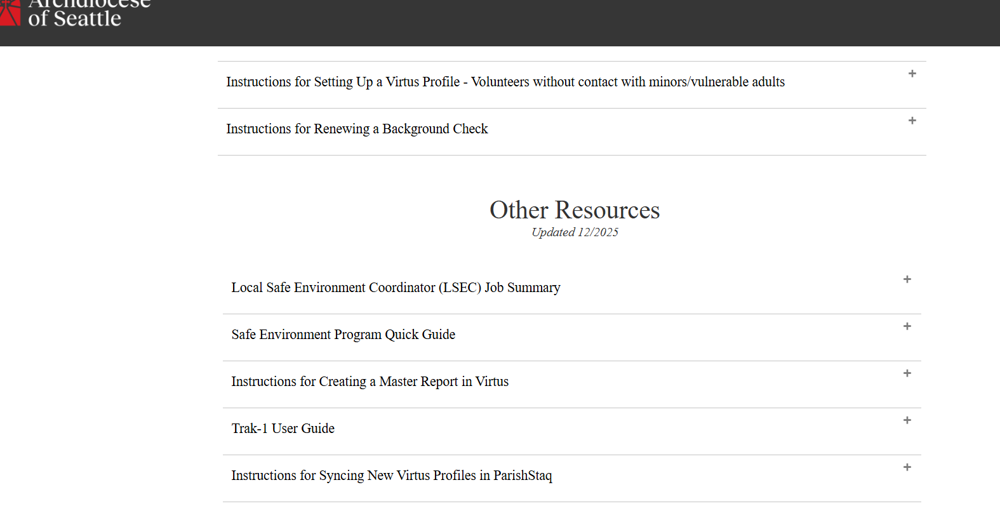 Archdiocese
of Seattle
Instructions for Setting Up a Virtus Profile - Volunteers without contact with minors/vulnerable adults
+
Instructions for Renewing a Background Check
+
Other Resources
Updated 12/2025
Local Safe Environment Coordinator (LSEC) Job Summary
+
Safe Environment Program Quick Guide
+
Instructions for Creating a Master Report in Virtus
+
Trak-1 User Guide
+
Instructions for Syncing New Virtus Profiles in ParishStaq
+